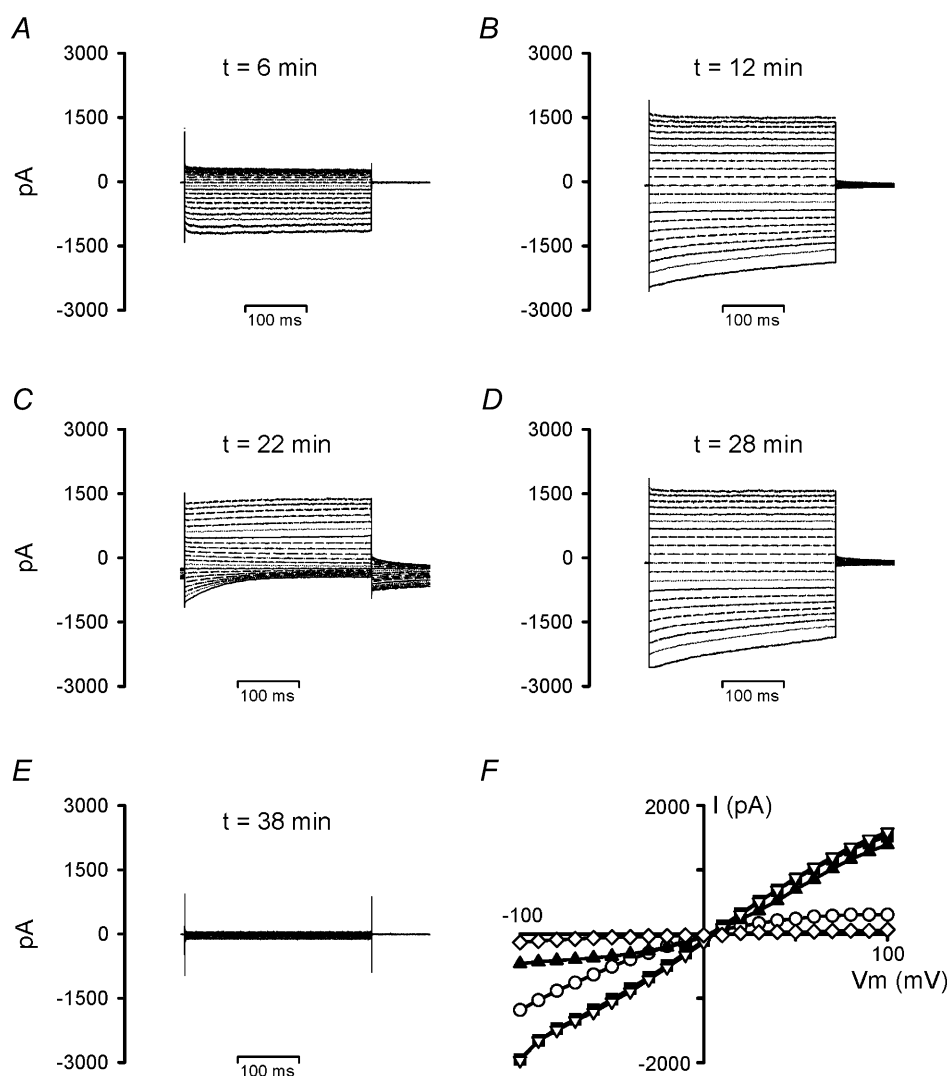 A
3000
1500
0
-1500
-3000
pA
t = 6 min
100 ms
B
3000
1500
0
-1500
-3000
t = 12 min
100 ms
C
3000
1500
0
-1500
-3000
pA
t = 22 min
100 ms
D
3000
1500
0
-1500
-3000
t = 28 min
100 ms
E
3000
1500
0
-1500
-3000
pA
t = 38 min
100 ms
F
2000
I (pA)
-100
100
Vm (mV)
-2000